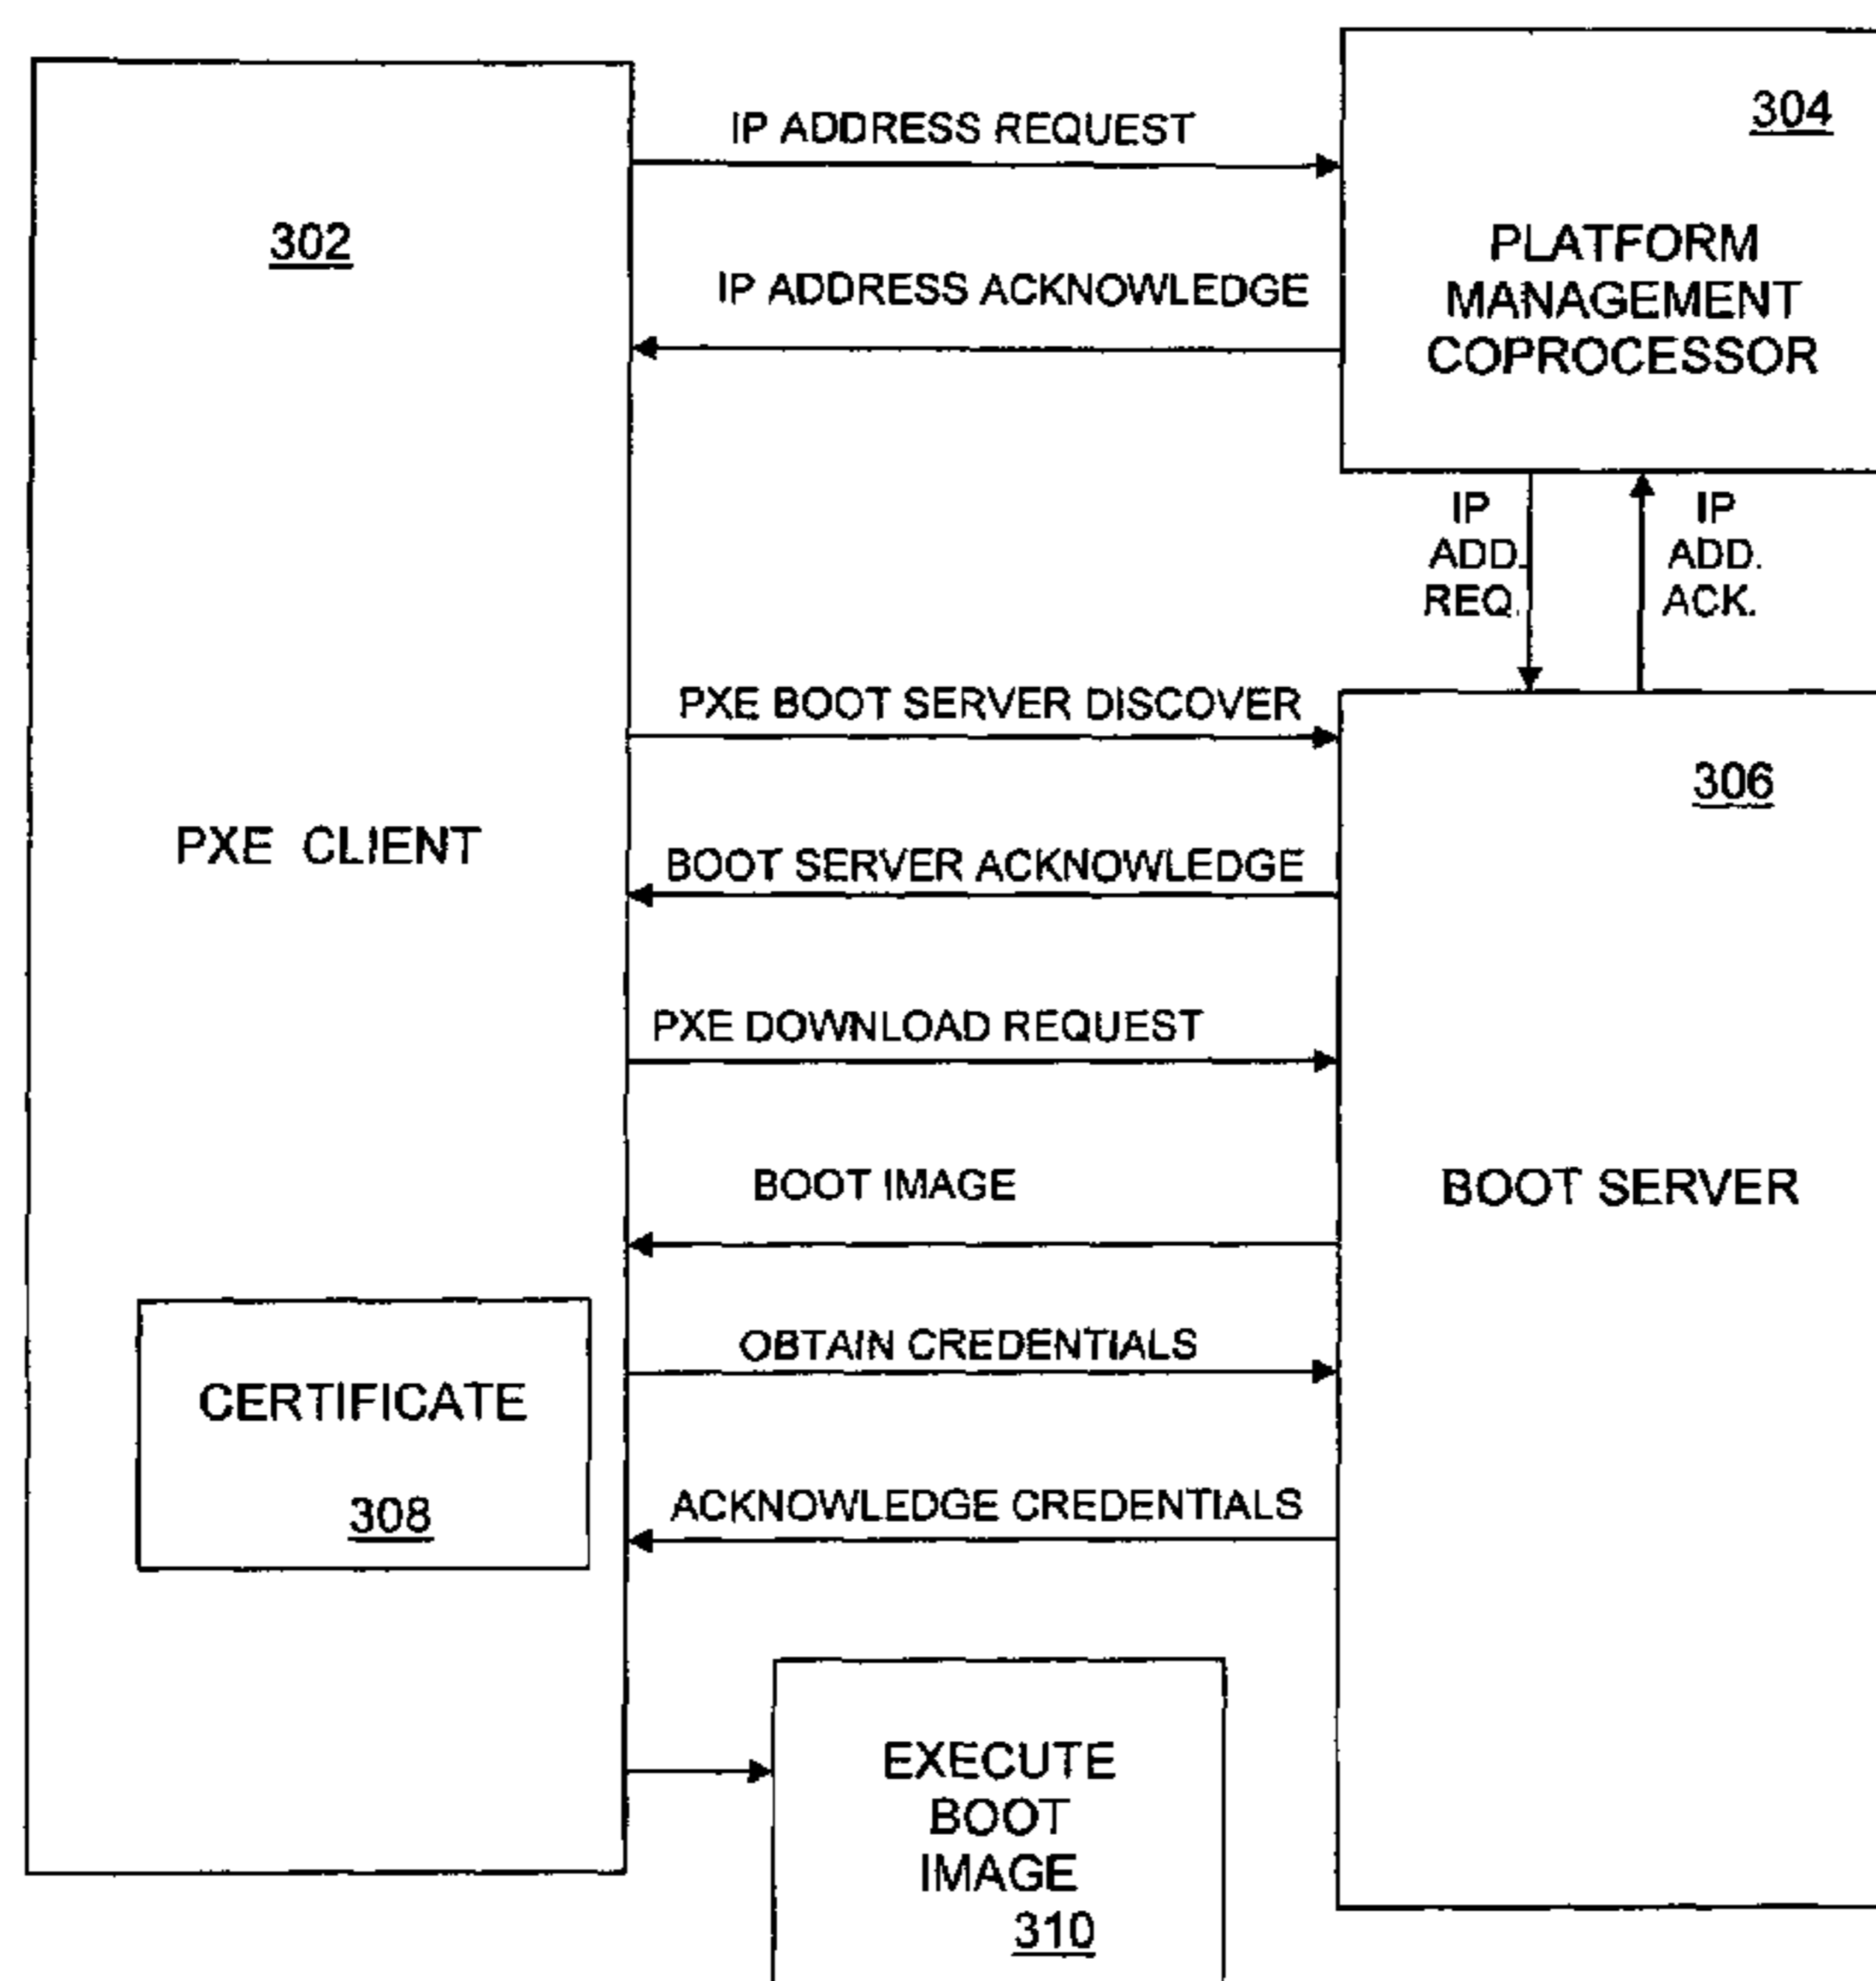 302
PXE CLIENT
CERTIFICATE
308
IP ADDRESS REQUEST
IP ADDRESS ACKNOWLEDGE
304
PLATFORM
MANAGEMENT
COPROCESSOR
IP
ADD.
REQ.
IP
ADD.
ACK.
PXE BOOT SERVER DISCOVER
BOOT SERVER ACKNOWLEDGE
PXE DOWNLOAD REQUEST
BOOT IMAGE
OBTAIN CREDENTIALS
ACKNOWLEDGE CREDENTIALS
306
BOOT SERVER
EXECUTE
BOOT
IMAGE
310